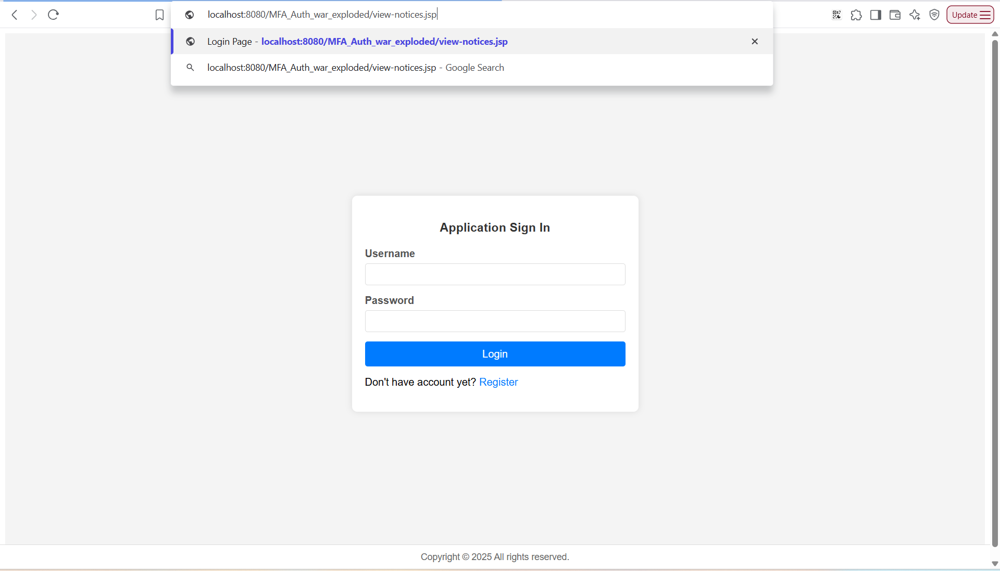 localhost:8080/MFA_Auth_war_exploded/view-notices.jsp
Update
Login Page - localhost:8080/MFA_Auth_war_exploded/view-notices.jsp
localhost:8080/MFA_Auth_war_exploded/view-notices.jsp - Google Search
Application Sign In
Username
Password
Login
Don't have account yet? Register
Copyright © 2025 All rights reserved.